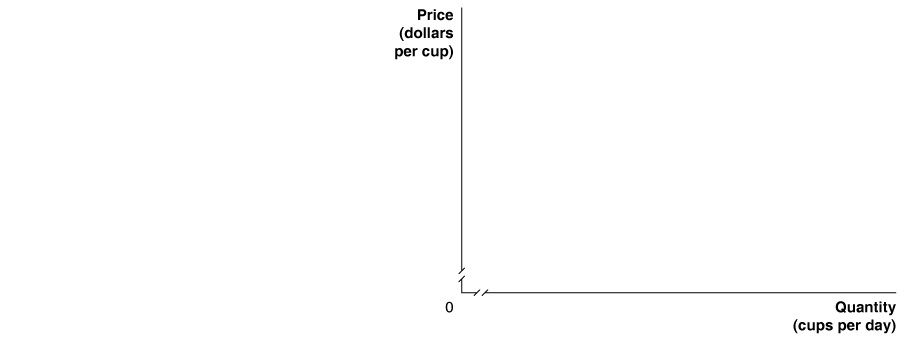 Price
(dollars
per cup)
0
Quantity
(cups per day)